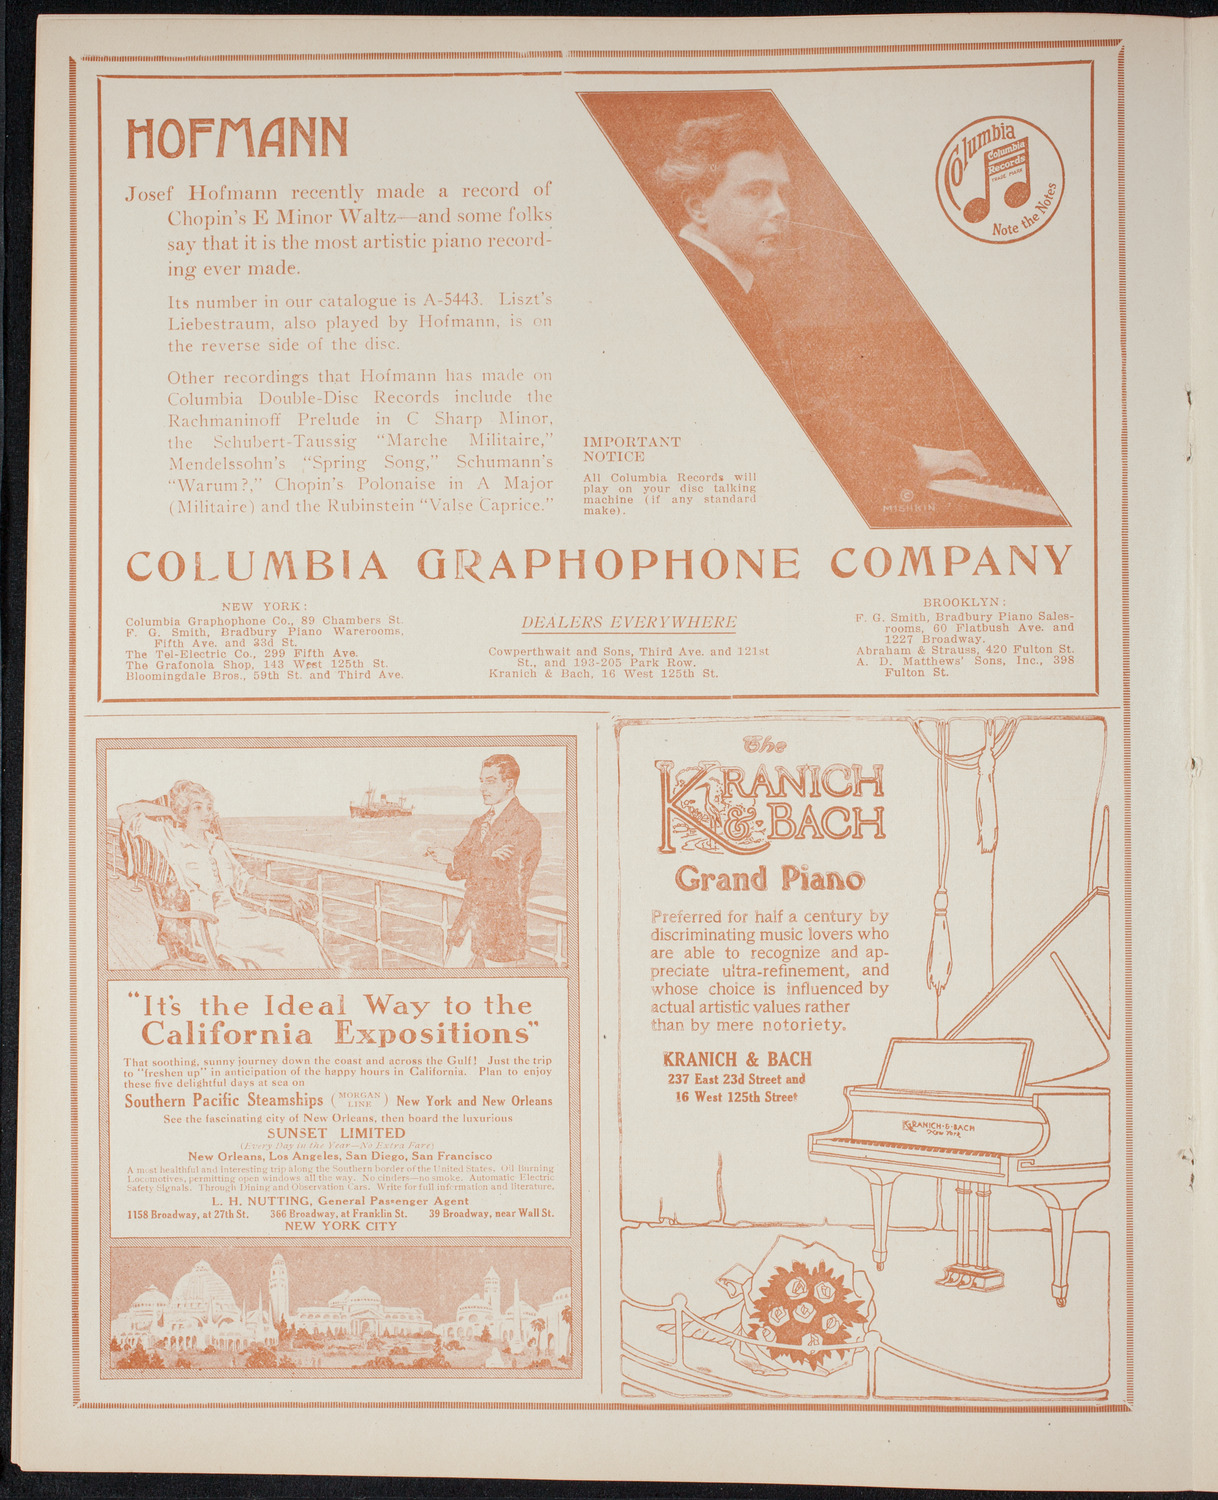 HOFMANN
Josef Hofmann recently made a record of
Chopin's E Minor Waltz—and some folks
say that it is the most artistic piano record-
ing ever made.
Its number in our catalogue is A-5443. Liszt's
Liebestraum, also played by Hofmann, is on
the reverse side of the disc.
Other recordings that Hofmann has made on
Columbia Double-Disc Records include the
Rachmaninoff Prelude in C Sharp Minor,
the Schubert-Taussig "Marche Militaire,"
Mendelssohn's "Spring Song," Schumann's
"Warum?," Chopin's Polonaise in A Major
(Militaire) and the Rubinstein "Valse Caprice."
IMPORTANT
NOTICE
All Columbia Records will
play on your disc talking
machine (if any standard
make).
©
MISHKIN
Columbia
Columbia
Records
TRADE MARK
Note the Notes
COLUMBIA GRAPHOPHONE COMPANY
NEW YORK:
Columbia Graphophone Co., 89 Chambers St.
F. G. Smith, Bradbury Piano Warerooms,
Fifth Ave. and 23d St.
The Tel-Electric Co., 299 Fifth Ave.
The Grafonola Shop, 143 West 125th St.
Bloomingdale Bros., 59th St. and Third Ave.
DEALERS EVERYWHERE
Cowperthwait and Sons, Third Ave. and 121st
St., and 193-205 Park Row.
Kranich & Bach, 16 West 125th St.
BROOKLYN:
F. G. Smith, Bradbury Piano Sales-
rooms, 60 Flatbush Ave. and
1227 Broadway.
Abraham & Strauss, 420 Fulton St.
A. D. Matthews' Sons, Inc., 398
Fulton St.
"It's the Ideal Way to the
California Expositions"
That soothing, sunny journey down the coast and across the Gulf! Just the trip
to "freshen up" in anticipation of the happy hours in California. Plan to enjoy
these five delightful days at sea on
Southern Pacific Steamships (MORGAN LINE) New York and New Orleans
See the fascinating city of New Orleans, then board the luxurious
SUNSET LIMITED
(Every Day in the Year—No Extra Fare)
New Orleans, Los Angeles, San Diego, San Francisco
A most healthful and interesting trip along the Southern border of the United States. Oil Burning
Locomotives, permitting open windows all the way. No cinders—no smoke. Automatic Electric
Safety Signals. Through Dining and Observation Cars. Write for full information and literature.
L. H. NUTTING, General Passenger Agent
1158 Broadway, at 27th St. 366 Broadway, at Franklin St. 39 Broadway, near Wall St.
NEW YORK CITY
The
KRANICH
& BACH
Grand Piano
Preferred for half a century by
discriminating music lovers who
are able to recognize and ap-
preciate ultra-refinement, and
whose choice is influenced by
actual artistic values rather
than by mere notoriety.
KRANICH & BACH
237 East 23d Street and
16 West 125th Street
KRANICH·&·BACH
New York